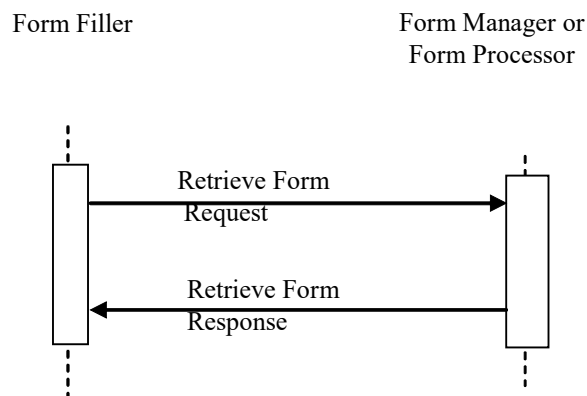 Form Filler
Form Manager or
Form Processor
Retrieve Form
Request
Retrieve Form
Response